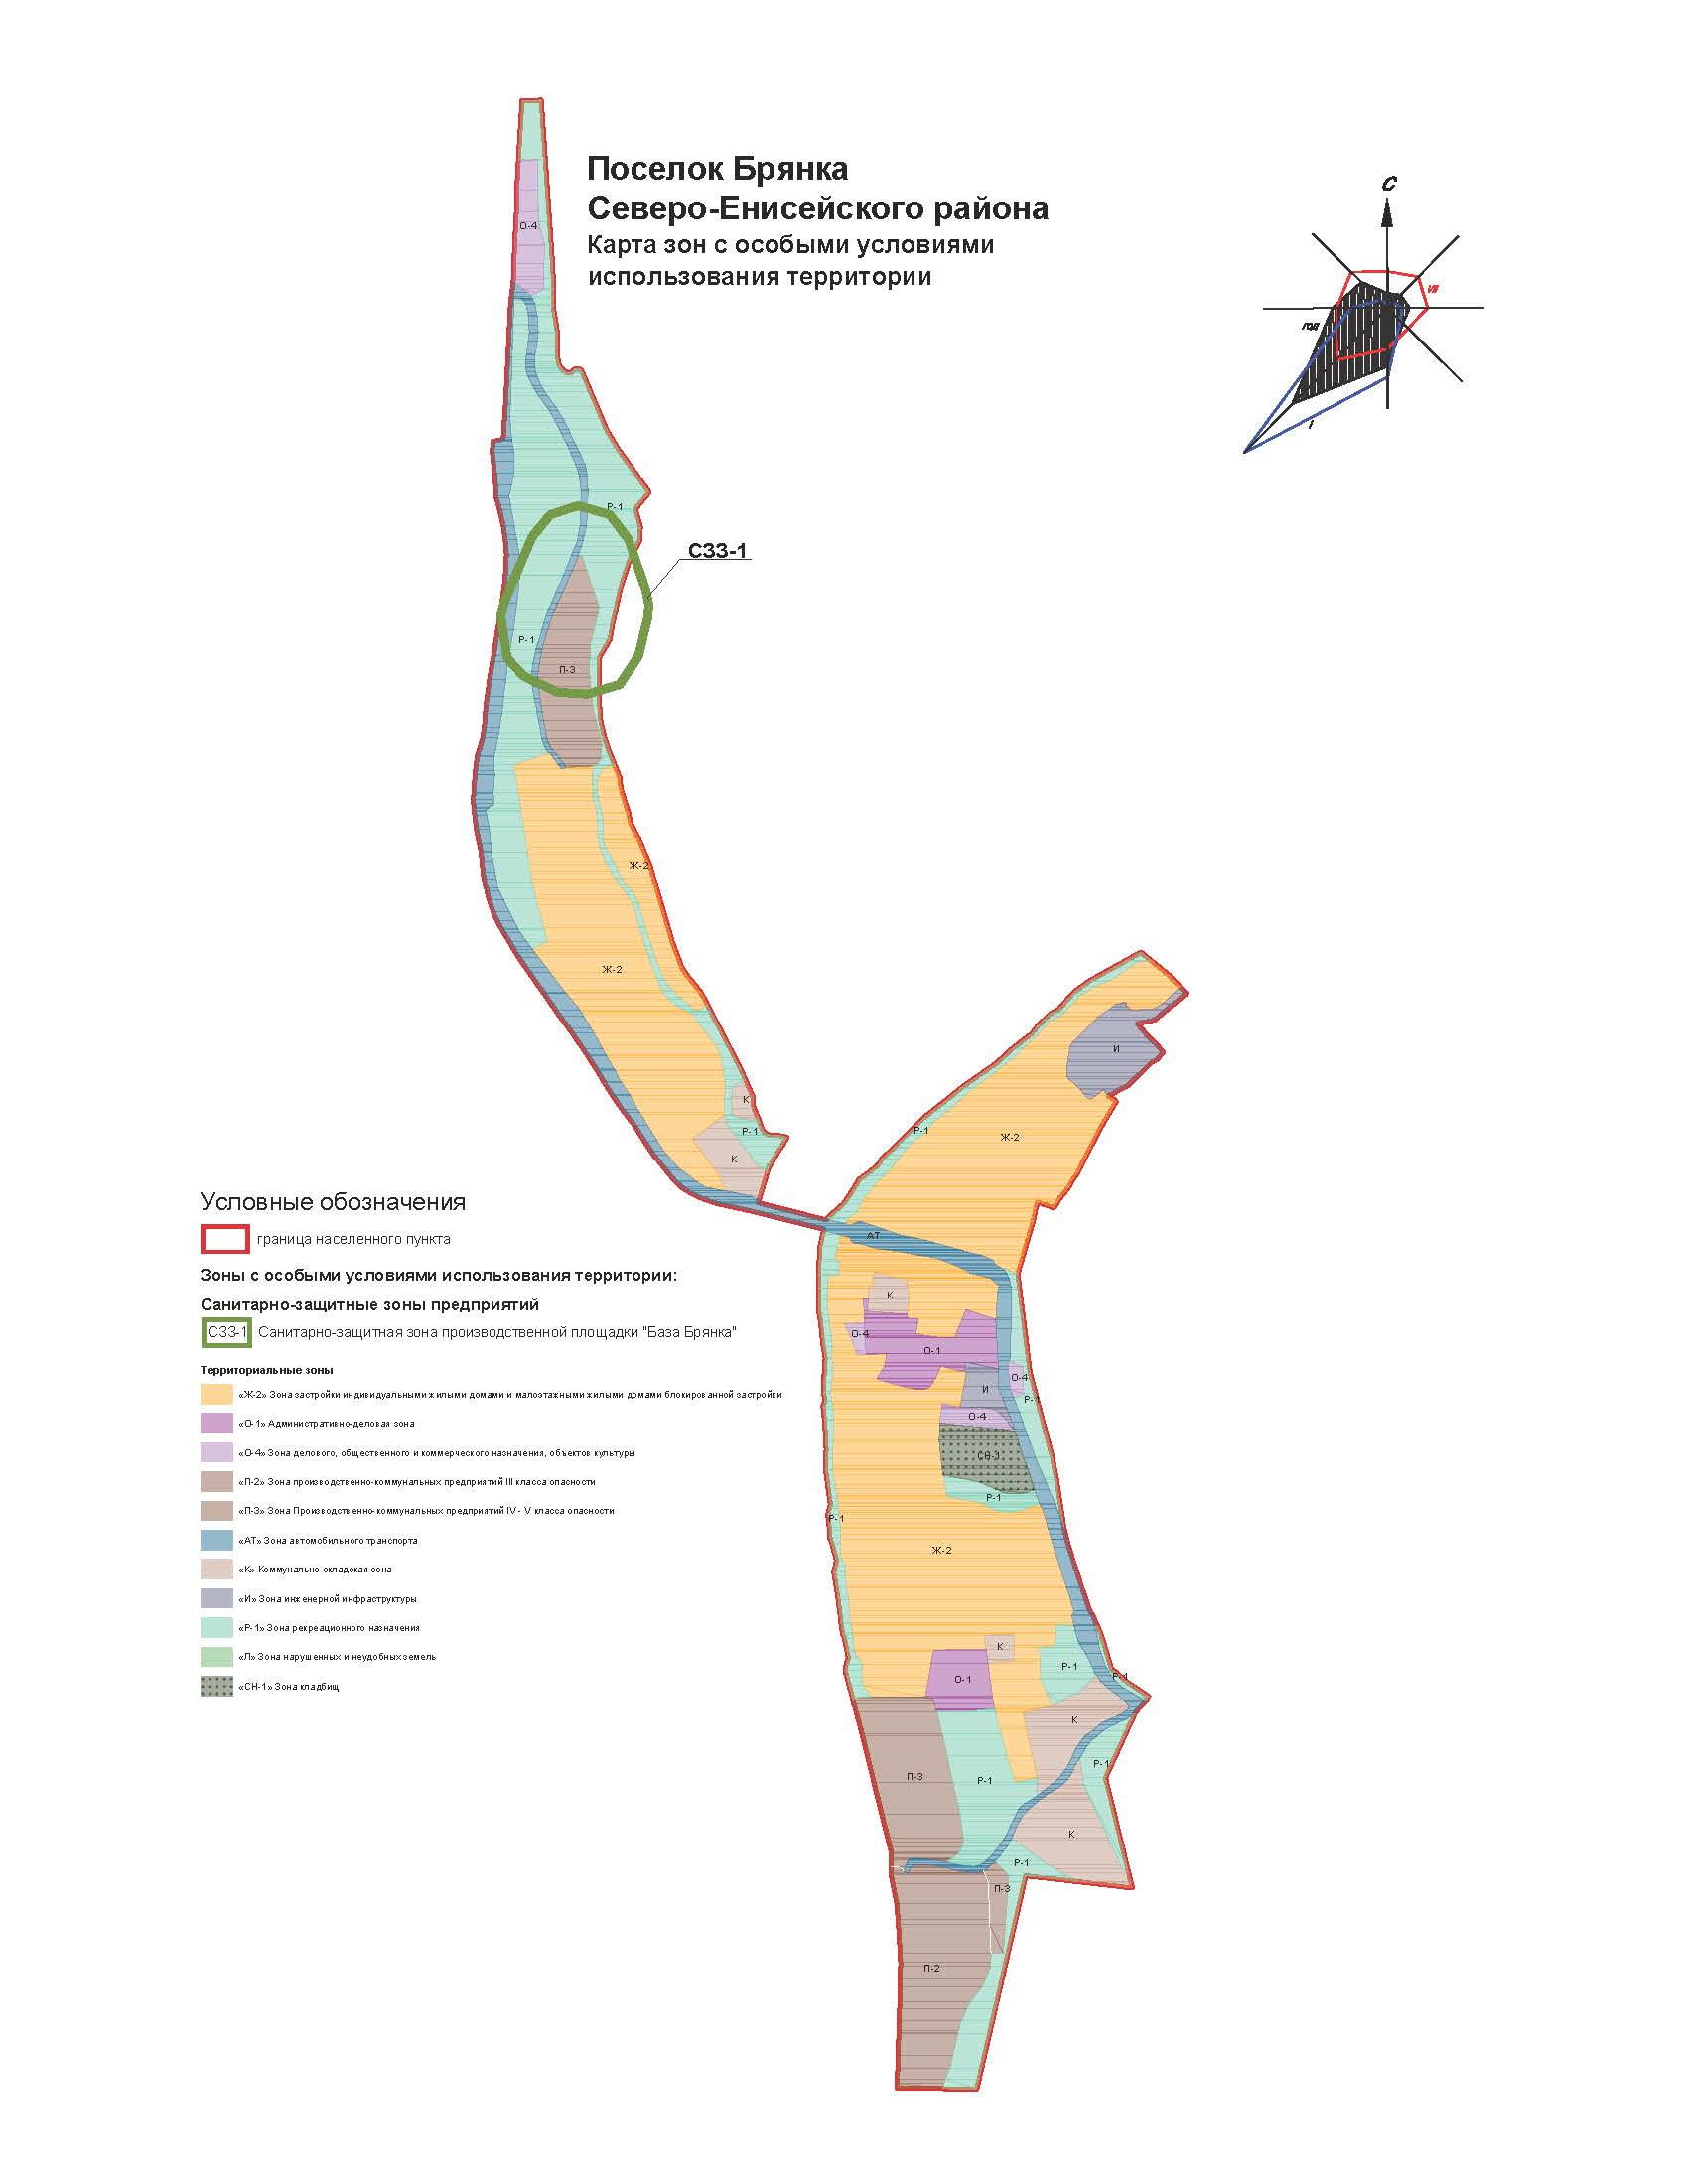 Поселок Брянка
Северо-Енисейского района
Карта зон с особыми условиями
использования территории
С
VII
год
I
О-4
Р-1
СЗЗ-1
Р-1
П-3
Ж-2
Ж-2
И
К
Р-1
Р-1
Ж-2
К
АТ
К
О-4
О-1
О-4
И
Р-1
О-4
СН-1
Р-1
Р-1
Ж-2
К
Р-1
Р-1
О-1
К
Р-1
П-3
Р-1
К
Р-1
П-3
П-2
Условные обозначения
граница населенного пункта
Зоны с особыми условиями использования территории:
Санитарно-защитные зоны предприятий
СЗЗ-1 Санитарно-защитная зона производственной площадки "База Брянка"
Территориальные зоны
«Ж-2» Зона застройки индивидуальными жилыми домами и малоэтажными жилыми домами блокированной застройки
«О-1» Административно-деловая зона
«О-4» Зона делового, общественного и коммерческого назначения, объектов культуры
«П-2» Зона производственно-коммунальных предприятий III класса опасности
«П-3» Зона Производственно-коммунальных предприятий IV - V класса опасности
«АТ» Зона автомобильного транспорта
«К» Коммунально-складская зона
«И» Зона инженерной инфраструктуры
«Р-1» Зона рекреационного назначения
«Л» Зона нарушенных и неудобных земель
«СН-1» Зона кладбищ